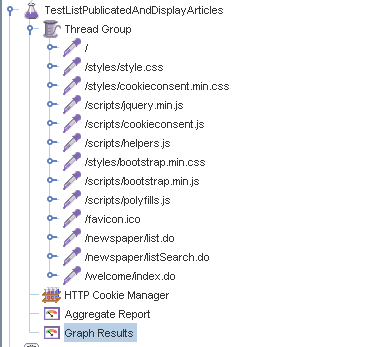 TestListPublicatedAndDisplayArticles
Thread Group
/
/styles/style.css
/styles/cookieconsent.min.css
/scripts/jquery.min.js
/scripts/cookieconsent.js
/scripts/helpers.js
/styles/bootstrap.min.css
/scripts/bootstrap.min.js
/scripts/polyfills.js
/favicon.ico
/newspaper/list.do
/newspaper/listSearch.do
/welcome/index.do
HTTP Cookie Manager
Aggregate Report
Graph Results